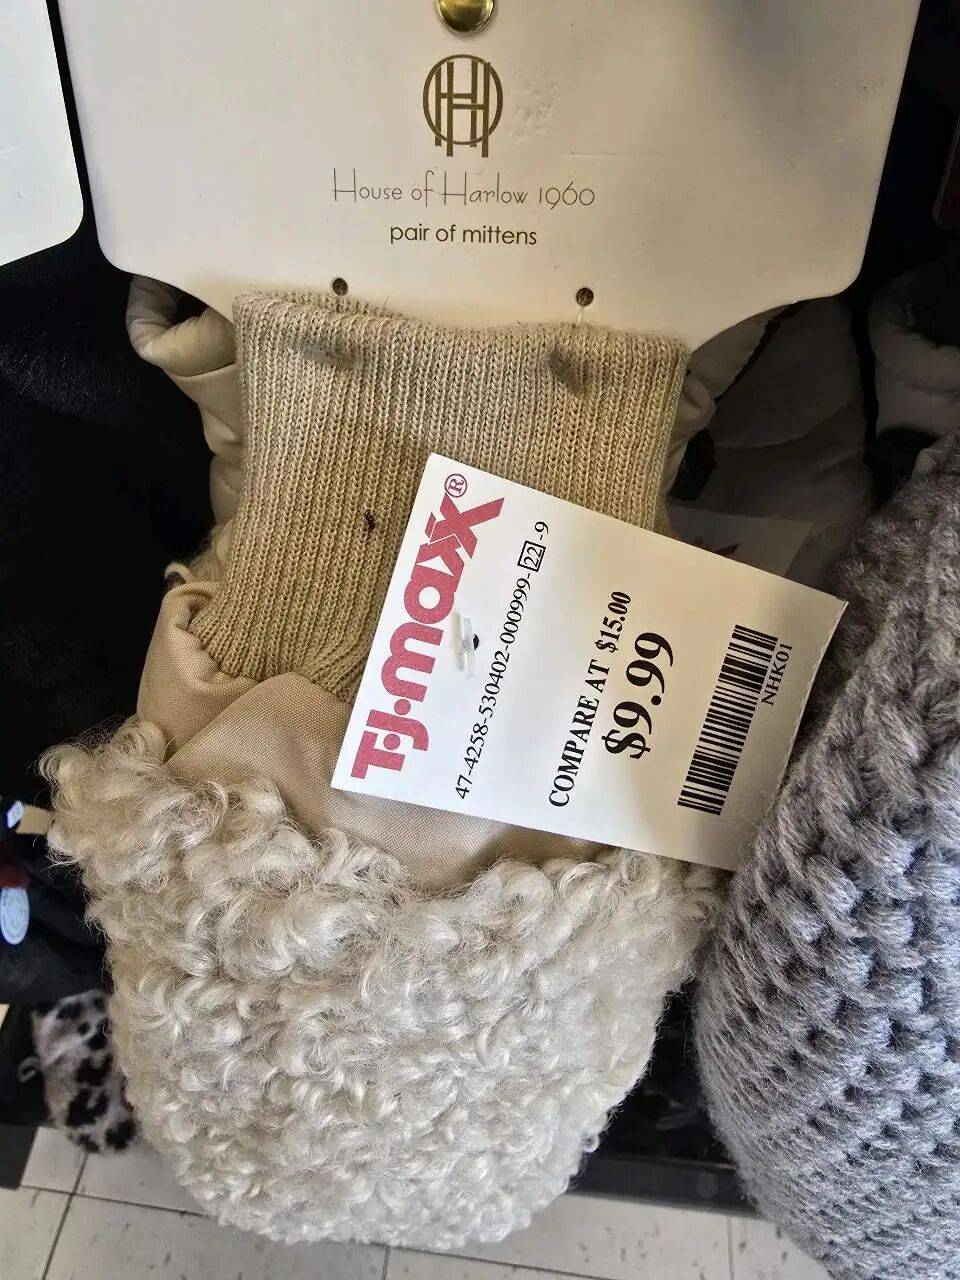 House of Harlow 1960
pair of mittens
T·J·maxx®
47-4258-530402-000999-22-9
COMPARE AT $15.00
$9.99
NHK01